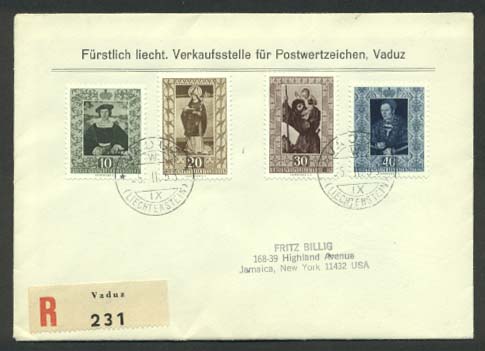 Fürstlich liecht. Verkaufsstelle für Postwertzeichen, Vaduz
10
20
30
40
IX
(LIECHTENSTEIN)
IX
(LIECHTENSTEIN)
FRITZ BILLIG
168-39 Highland Avenue
Jamaica, New York 11432 USA
R
Vaduz
231